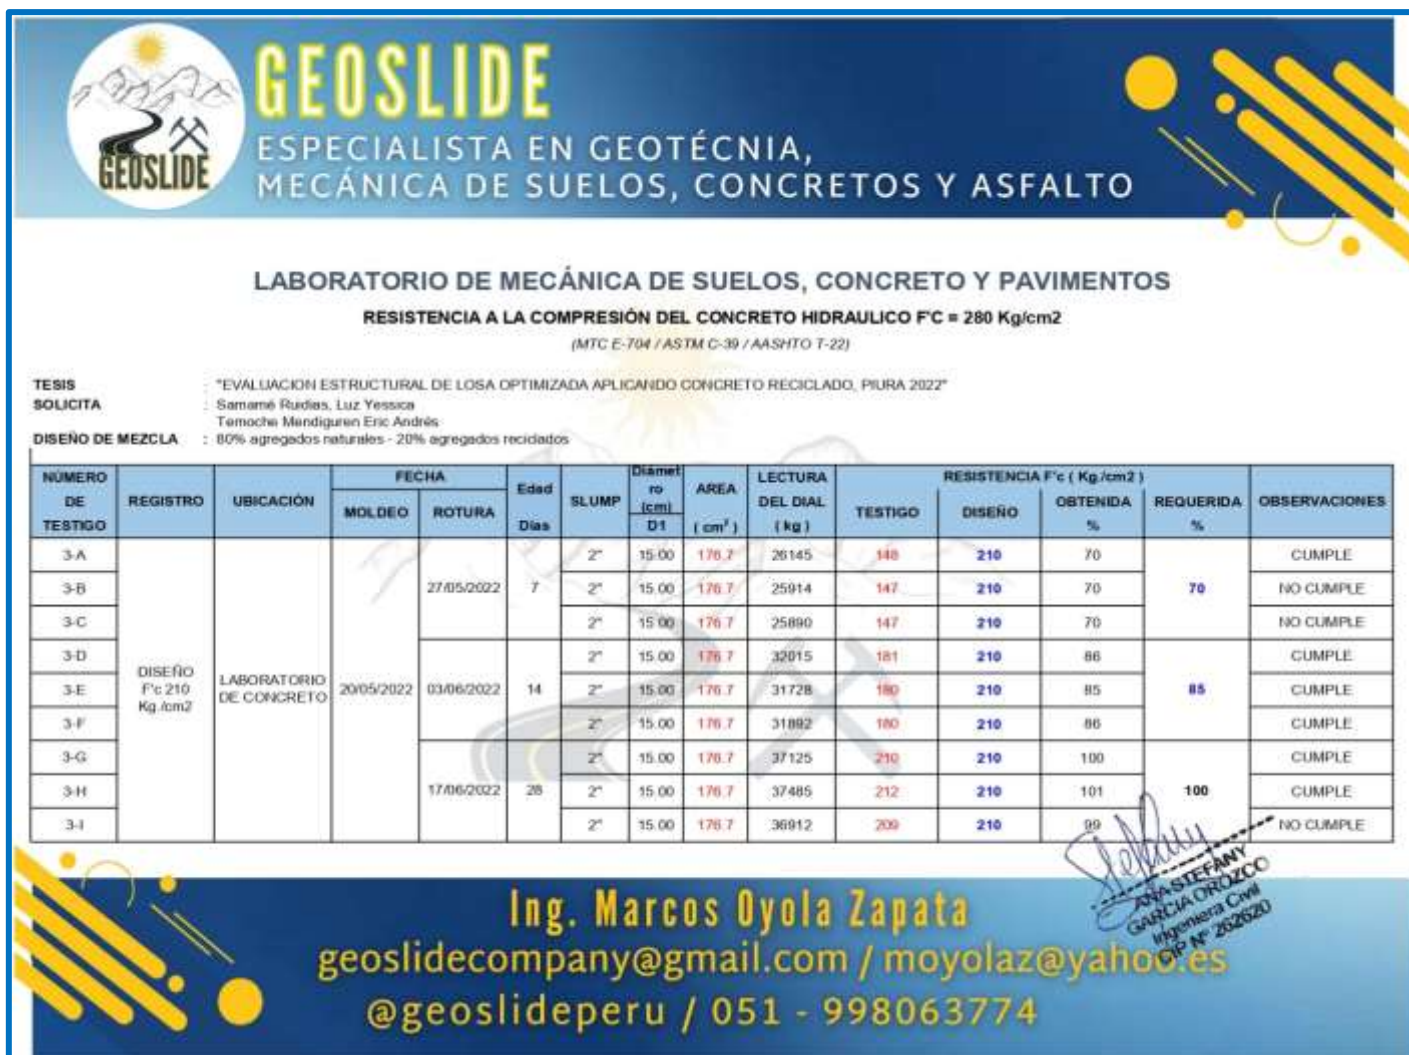 GEOSLIDE
GEOSLIDE
ESPECIALISTA EN GEOTÉCNIA,
MECÁNICA DE SUELOS, CONCRETOS Y ASFALTO
LABORATORIO DE MECÁNICA DE SUELOS, CONCRETO Y PAVIMENTOS
RESISTENCIA A LA COMPRESIÓN DEL CONCRETO HIDRAULICO F'C = 280 Kg/cm2
(MTC E-704 / ASTM C-39 / AASHTO T-22)
TESIS : "EVALUACION ESTRUCTURAL DE LOSA OPTIMIZADA APLICANDO CONCRETO RECICLADO, PIURA 2022"
SOLICITA : Samamé Ruidias, Luz Yessica
Temoche Mendiguren Eric Andrés
DISEÑO DE MEZCLA : 80% agregados naturales - 20% agregados reciclados
NÚMERO DE TESTIGO REGISTRO UBICACIÓN FECHA MOLDEO ROTURA Edad Días SLUMP Diametro (cm) D1 AREA ( cm² ) LECTURA DEL DIAL ( kg ) RESISTENCIA F'c ( Kg./cm2 ) TESTIGO DISEÑO OBTENIDA % REQUERIDA % OBSERVACIONES
DISEÑO F'c 210 Kg./cm2 LABORATORIO DE CONCRETO 20/05/2022
3-A 2" 15.00 176.7 26145 148 210 70 CUMPLE
3-B 27/05/2022 7 2" 15.00 176.7 25914 147 210 70 70 NO CUMPLE
3-C 2" 15.00 176.7 25890 147 210 70 NO CUMPLE
3-D 2" 15.00 176.7 32015 181 210 86 CUMPLE
3-E 03/06/2022 14 2" 15.00 176.7 31728 180 210 85 85 CUMPLE
3-F 2" 15.00 176.7 31892 180 210 86 CUMPLE
3-G 2" 15.00 176.7 37125 210 210 100 CUMPLE
3-H 17/06/2022 28 2" 15.00 176.7 37485 212 210 101 100 CUMPLE
3-I 2" 15.00 176.7 36912 209 210 99 NO CUMPLE
ANA STEFANY
GARCIA OROZCO
Ingeniera Civil
CIP N° 262620
Ing. Marcos Oyola Zapata
geoslidecompany@gmail.com / moyolaz@yahoo.es
@geoslideperu / 051 - 998063774